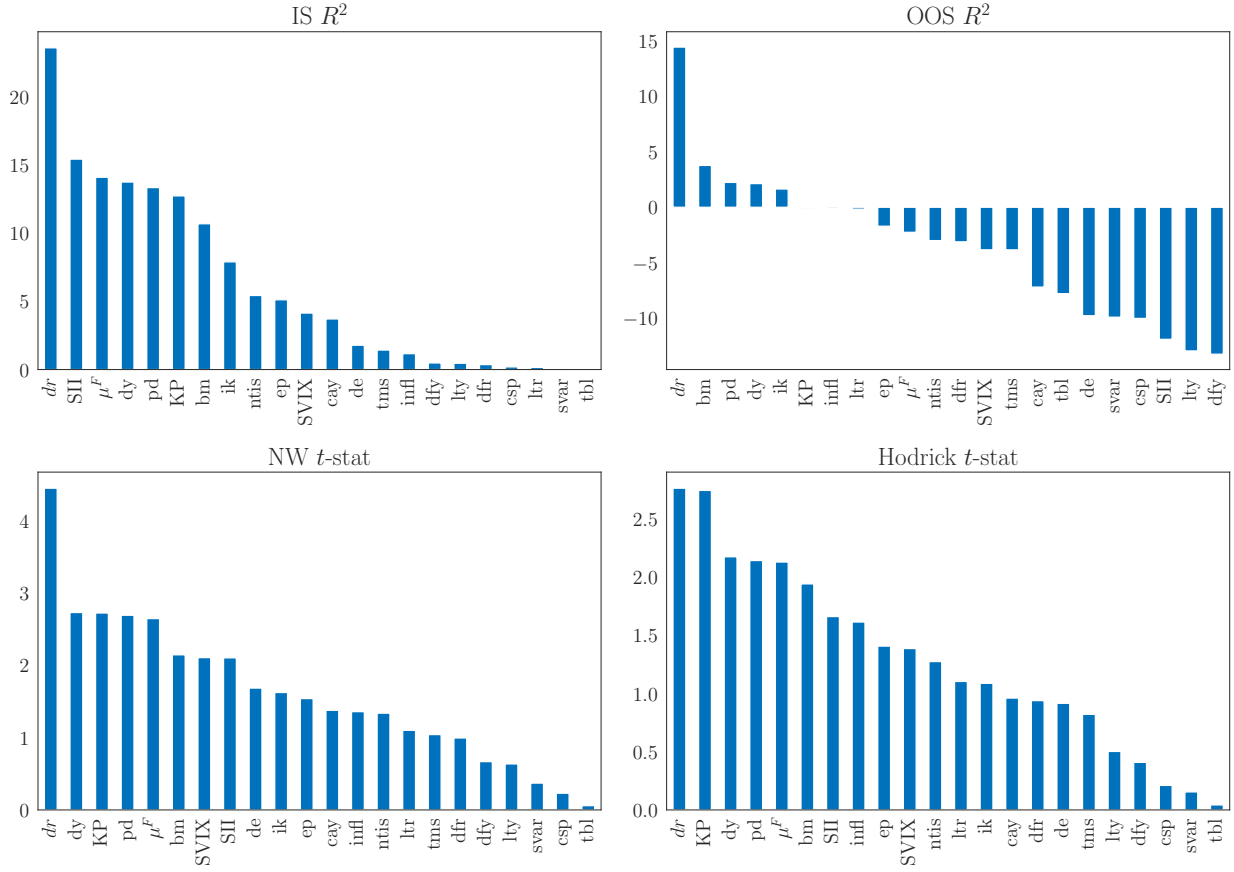 IS R²
20
15
10
5
0
dr SII μ^F dy pd KP bm ik ntis ep SVIX cay de tms infl dfy lty dfr csp ltr svar tbl
OOS R²
15
10
5
0
−5
−10
dr bm pd dy ik KP infl ltr ep μ^F ntis dfr SVIX tms cay tbl de svar csp SII lty dfy
NW t-stat
4
3
2
1
0
dr dy KP pd μ^F bm SVIX SII de ik ep cay infl ntis ltr tms dfr dfy lty svar csp tbl
Hodrick t-stat
2.5
2.0
1.5
1.0
0.5
0.0
dr KP dy pd μ^F bm SII infl ep SVIX ntis ltr ik cay dfr de tms lty dfy csp svar tbl